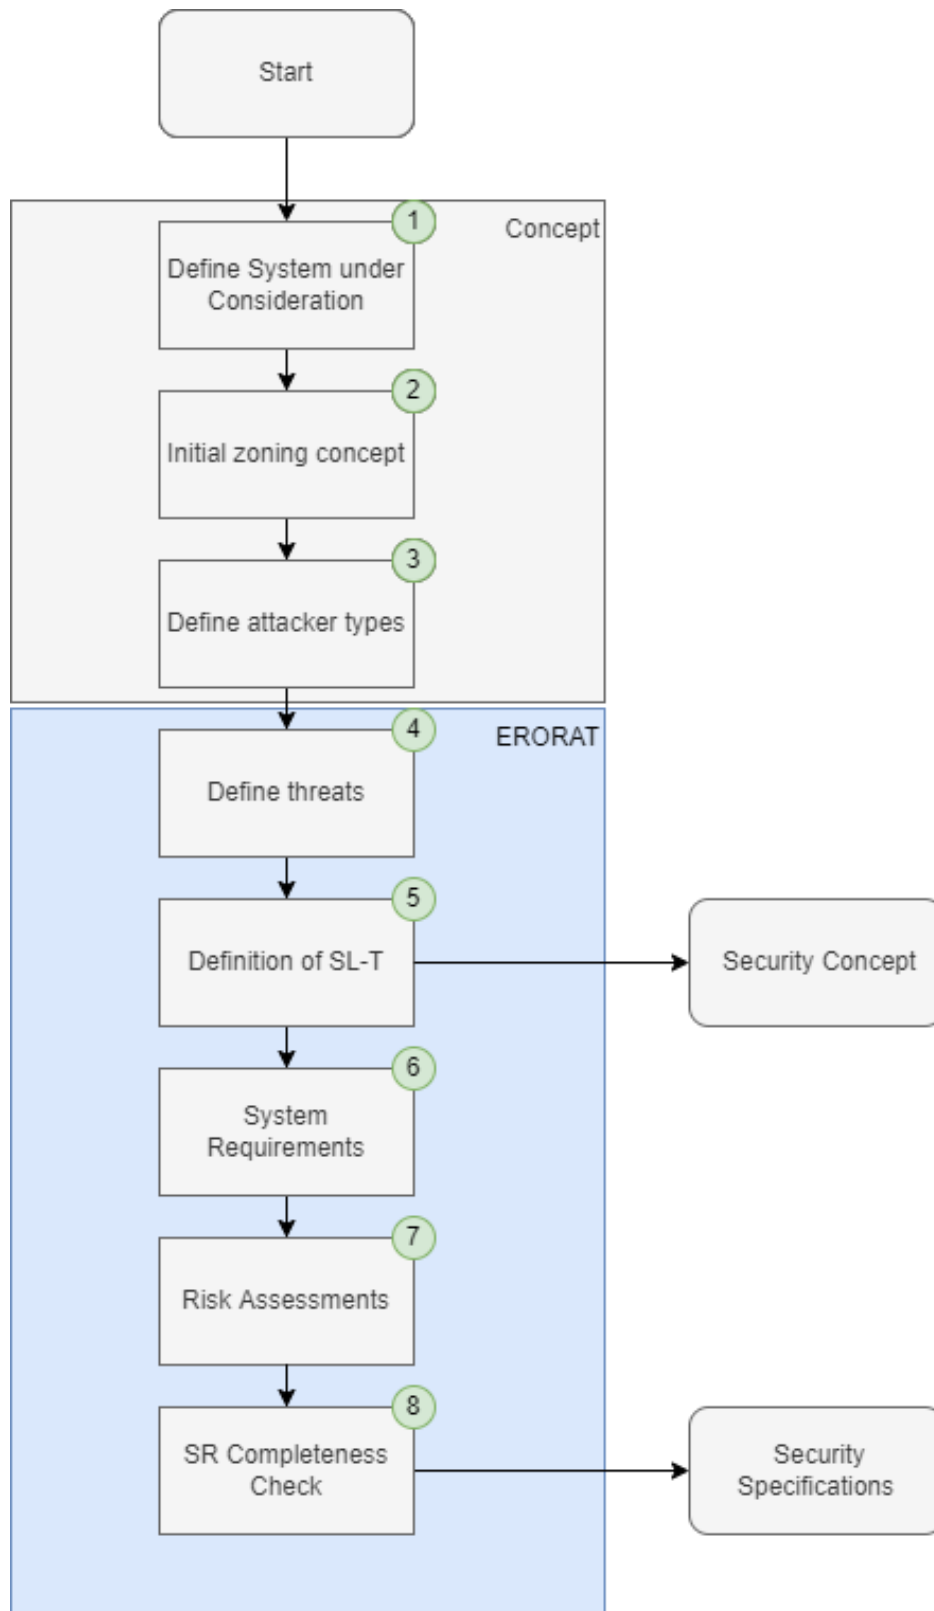 Start
Concept
1
Define System under
Consideration
2
Initial zoning concept
3
Define attacker types
ERORAT
4
Define threats
5
Definition of SL-T
Security Concept
6
System
Requirements
7
Risk Assessments
8
SR Completeness
Check
Security
Specifications